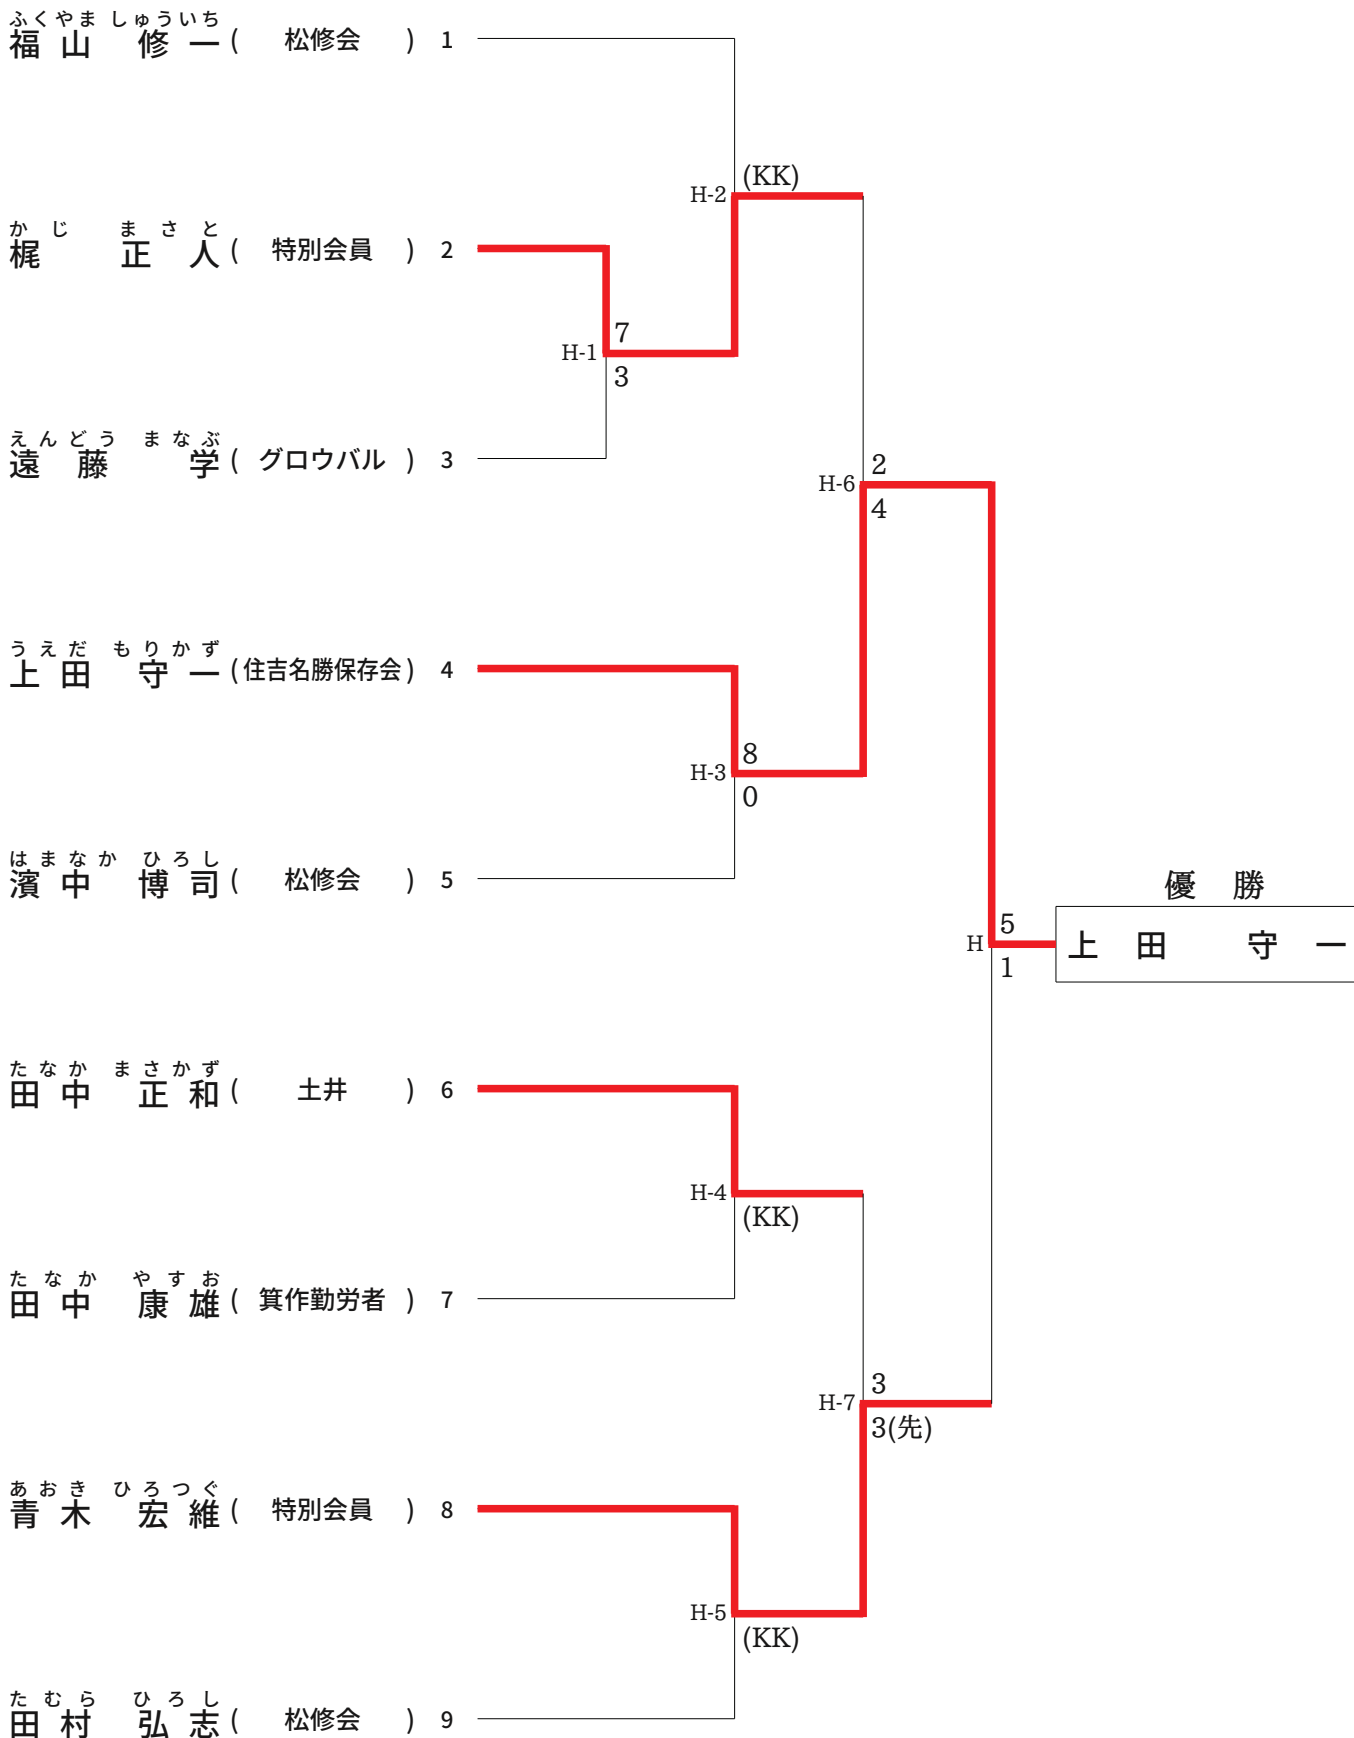 ふくやま しゅういち
福山 修一 ( 松修会 ) 1
(KK)
H-2
かじ まさと
梶 正人 ( 特別会員 ) 2
7
H-1
3
えんどう まなぶ
遠藤 学 ( グロウバル ) 3
2
H-6
4
うえだ もりかず
上田 守一 ( 住吉名勝保存会 ) 4
8
H-3
0
はまなか ひろし
濱中 博司 ( 松修会 ) 5
優 勝
5
H
上田 守一
1
たなか まさかず
田中 正和 ( 土井 ) 6
H-4
(KK)
たなか やすお
田中 康雄 ( 箕作勤労者 ) 7
3
H-7
3(先)
あおき ひろつぐ
青木 宏維 ( 特別会員 ) 8
H-5
(KK)
たむら ひろし
田村 弘志 ( 松修会 ) 9